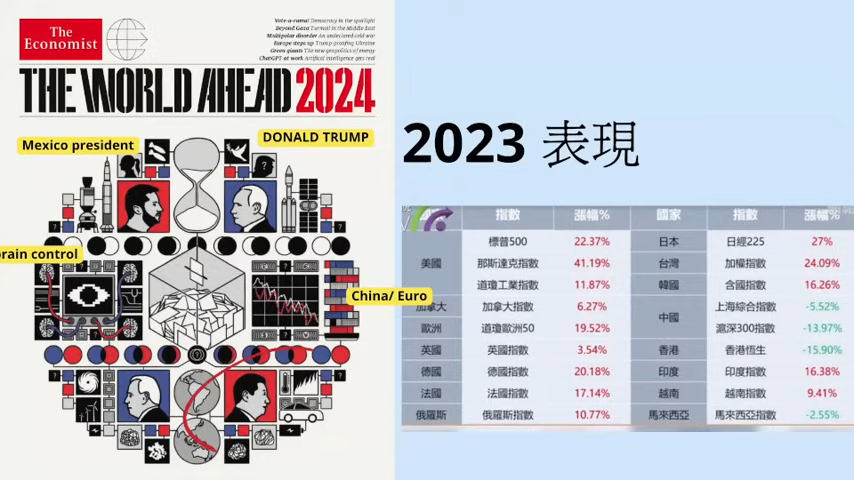 The
Economist
Vote-a-rama! Democracy in the spotlight
Beyond Gaza Turmoil in the Middle East
Multipolar disorder An undeclared cold war
Europe steps up Trump-proofing Ukraine
Green giants The new geopolitics of energy
ChatGPT at work Artificial intelligence gets real
THE WORLD AHEAD 2024
Mexico president
DONALD TRUMP
brain control
China/ Euro
2023 表現
指數 漲幅% 國家 指數 漲幅%
美國 標普500 22.37% 日本 日經225 27%
那斯達克指數 41.19% 台灣 加權指數 24.09%
道瓊工業指數 11.87% 韓國 含國指數 16.26%
加拿大 加拿大指數 6.27% 中國 上海綜合指數 -5.52%
歐洲 道瓊歐洲50 19.52% 滬深300指數 -13.97%
英國 英國指數 3.54% 香港 香港恆生 -15.90%
德國 德國指數 20.18% 印度 印度指數 16.38%
法國 法國指數 17.14% 越南 越南指數 9.41%
俄羅斯 俄羅斯指數 10.77% 馬來西亞 馬來西亞指數 -2.55%